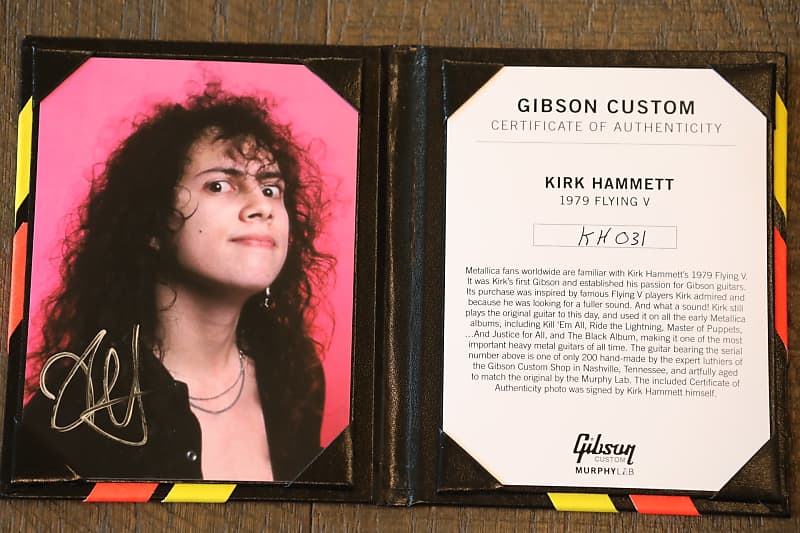 GIBSON CUSTOM
CERTIFICATE OF AUTHENTICITY
KIRK HAMMETT
1979 FLYING V
KH 031
Metallica fans worldwide are familiar with Kirk Hammett's 1979 Flying V.
It was Kirk's first Gibson and established his passion for Gibson guitars.
Its purchase was inspired by famous Flying V players Kirk admired and
because he was looking for a fuller sound. And what a sound! Kirk still
plays the original guitar to this day, and used it on all the early Metallica
albums, including Kill 'Em All, Ride the Lightning, Master of Puppets,
...And Justice for All, and The Black Album, making it one of the most
important heavy metal guitars of all time. The guitar bearing the serial
number above is one of only 200 hand-made by the expert luthiers of
the Gibson Custom Shop in Nashville, Tennessee, and artfully aged
to match the original by the Murphy Lab. The included Certificate of
Authenticity photo was signed by Kirk Hammett himself.
Gibson
CUSTOM
MURPHY LAB